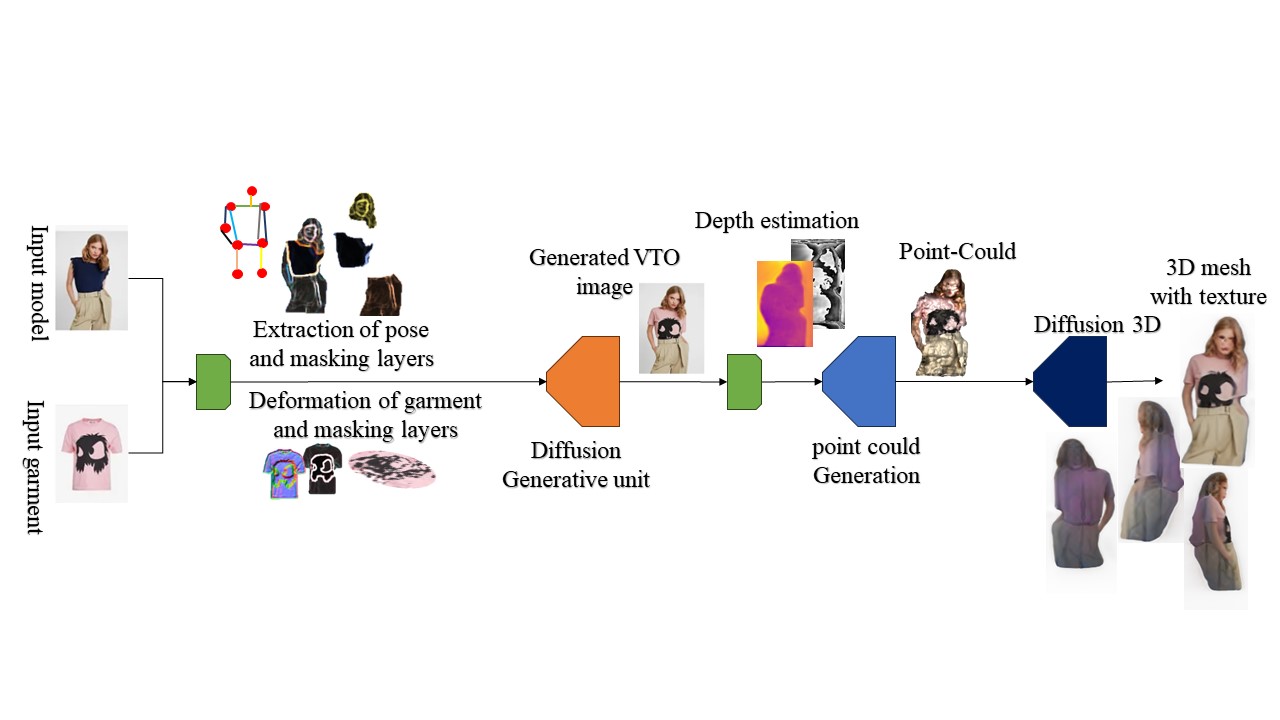 Input model
Input garment
Extraction of pose
and masking layers
Deformation of garment
and masking layers
Generated VTO
image
Diffusion
Generative unit
Depth estimation
Point-Could
point could
Generation
Diffusion 3D
3D mesh
with texture